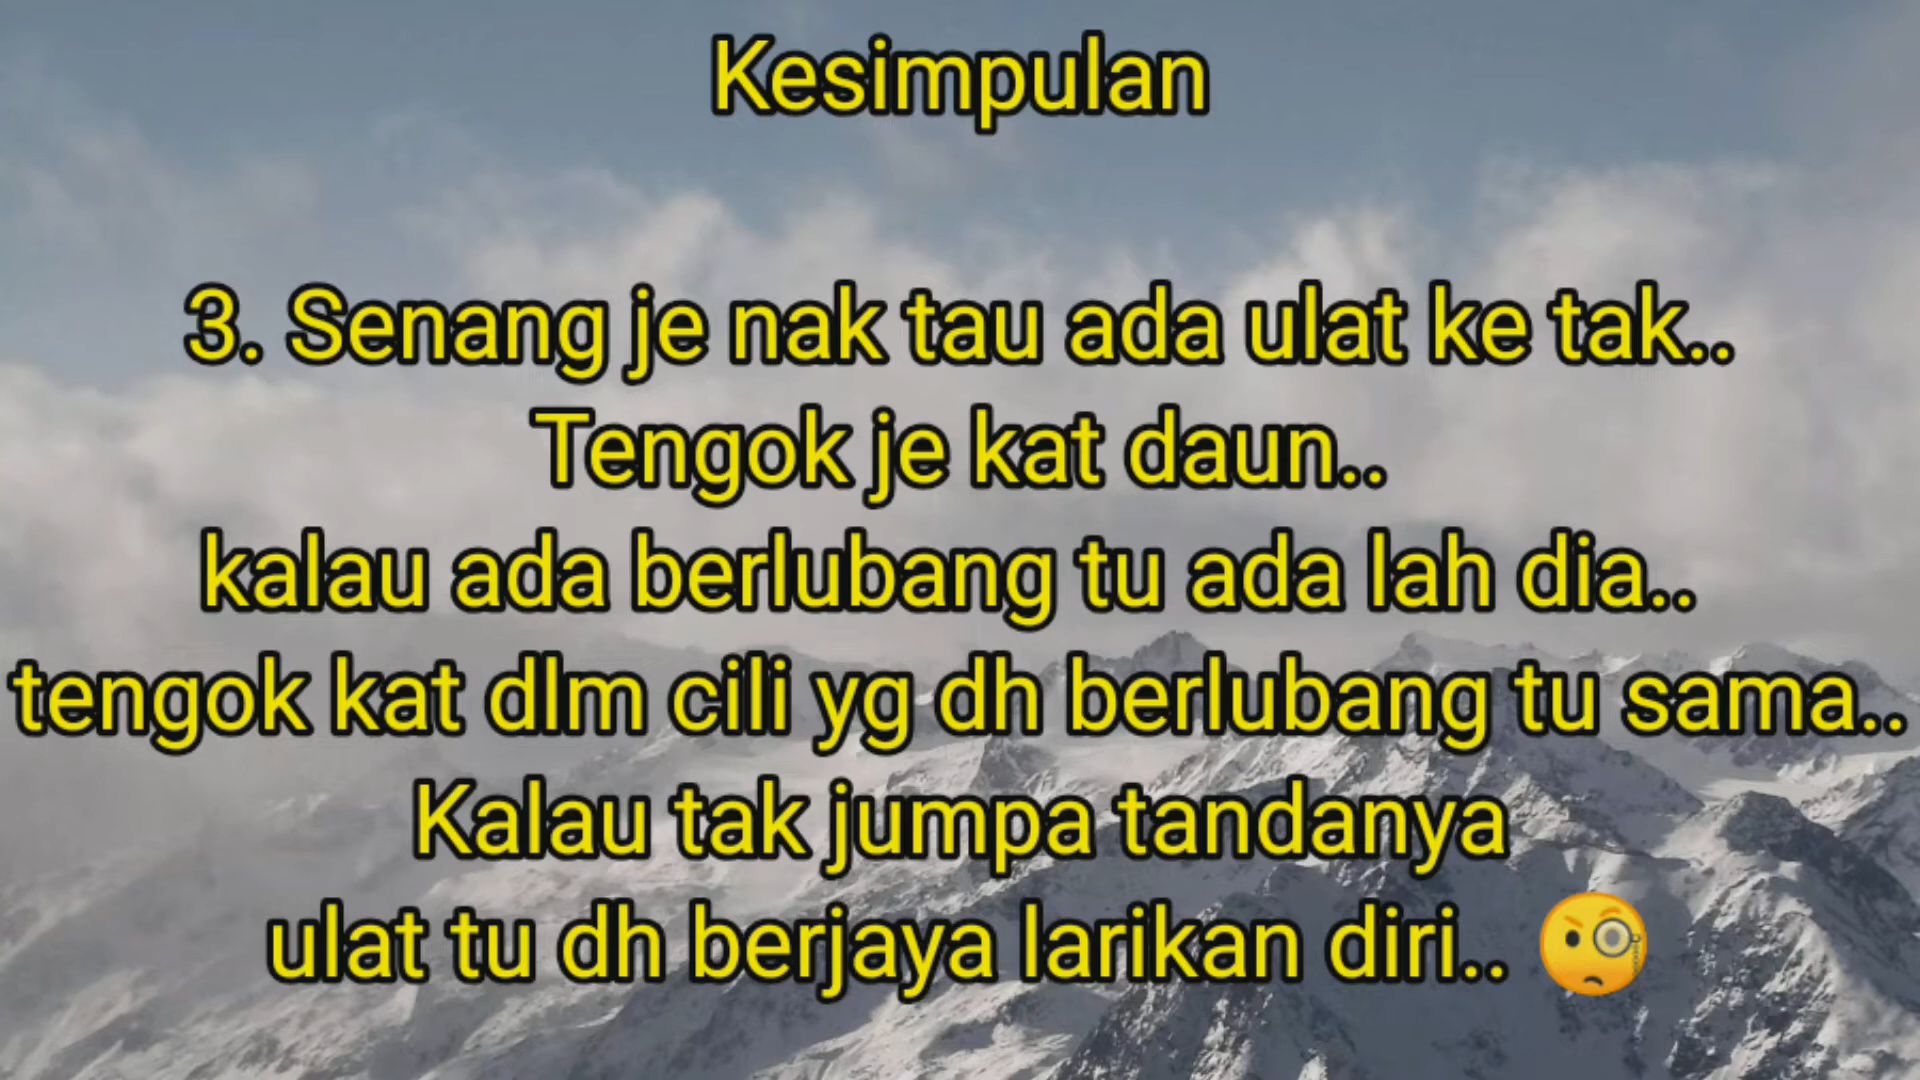 Kesimpulan
3. Senang je nak tau ada ulat ke tak..
Tengok je kat daun..
kalau ada berlubang tu ada lah dia..
tengok kat dlm cili yg dh berlubang tu sama..
Kalau tak jumpa tandanya
ulat tu dh berjaya larikan diri.. 🧐